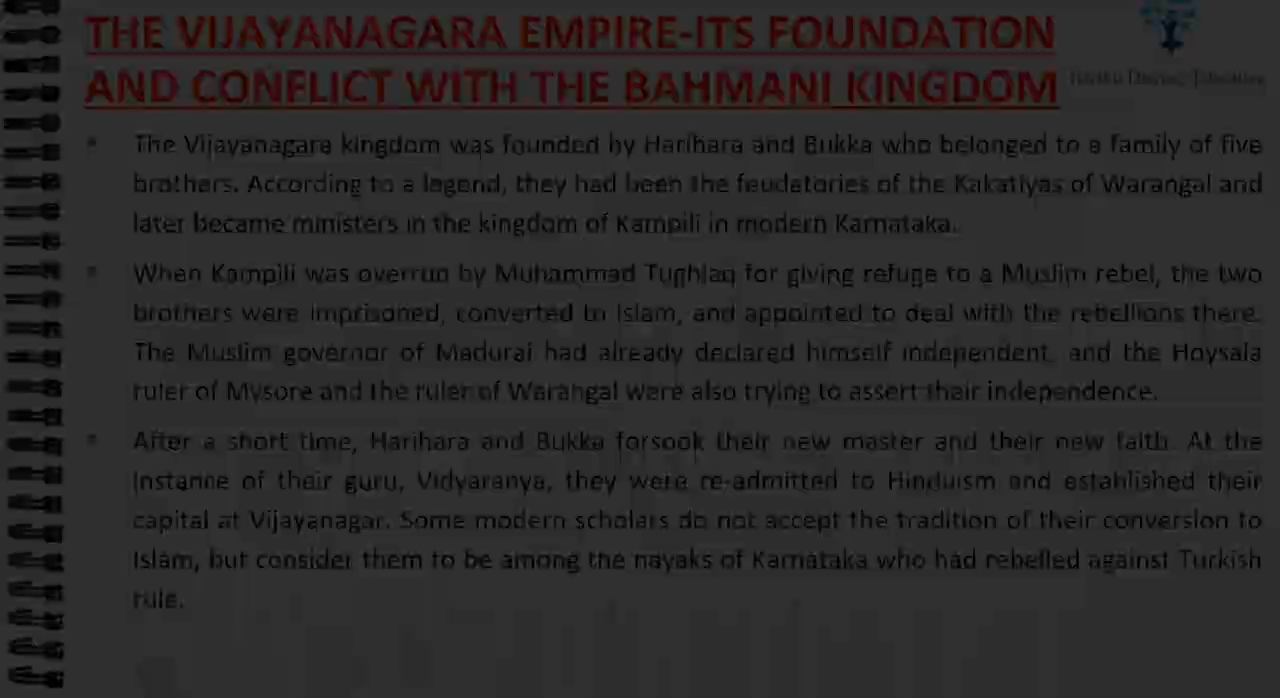 THE VIJAYANAGARA EMPIRE-ITS FOUNDATION
AND CONFLICT WITH THE BAHMANI KINGDOM
The Vijayanagara kingdom was founded by Harihara and Bukka who belonged to a family of five
brothers. According to a legend, they had been the feudatories of the Kakatiyas of Warangal and
later became ministers in the kingdom of Kampili in modern Karnataka.
When Kampili was overrun by Muhammad Tughlaq for giving refuge to a Muslim rebel, the two
brothers were imprisoned, converted to Islam, and appointed to deal with the rebellions there.
The Muslim governor of Madurai had already declared himself independent, and the Hoysala
ruler of Mysore and the ruler of Warangal were also trying to assert their independence.
After a short time, Harihara and Bukka forsook their new master and their new faith. At the
instance of their guru, Vidyaranya, they were re-admitted to Hinduism and established their
capital at Vijayanagar. Some modern scholars do not accept the tradition of their conversion to
Islam, but consider them to be among the nayaks of Karnataka who had rebelled against Turkish
rule.